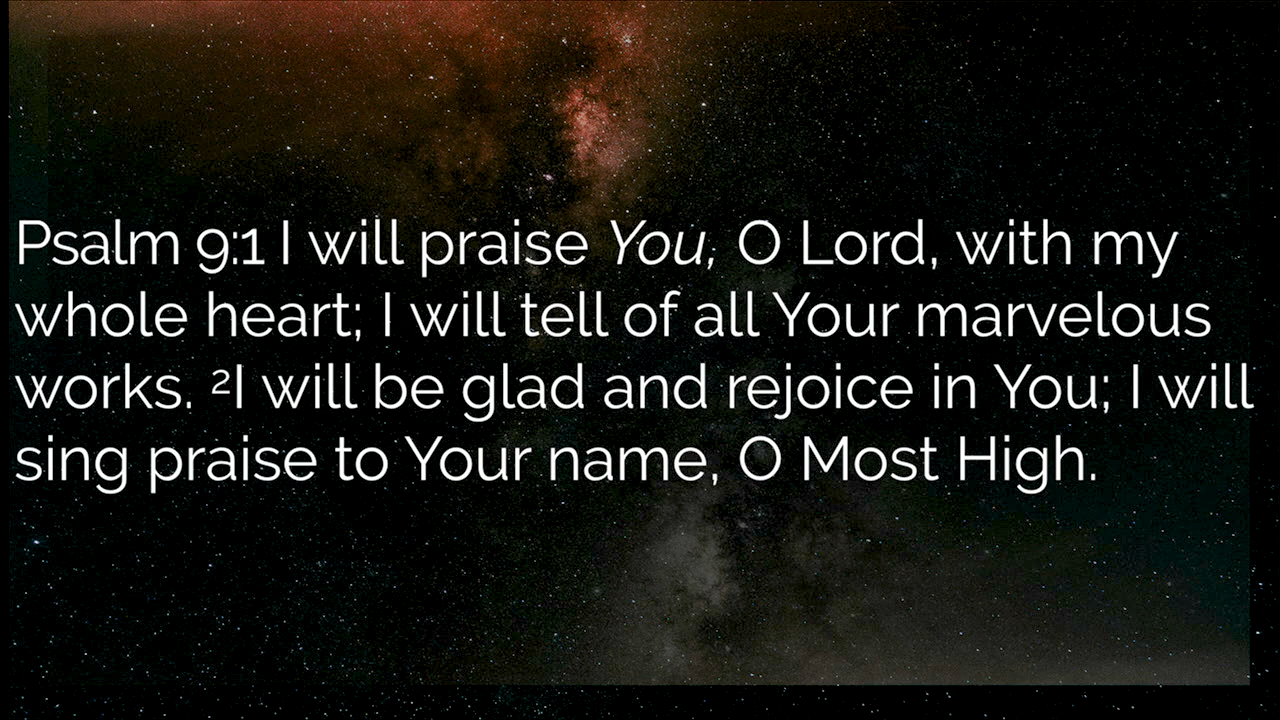 Psalm 9:1 I will praise You, O Lord, with my
whole heart; I will tell of all Your marvelous
works. ²I will be glad and rejoice in You; I will
sing praise to Your name, O Most High.